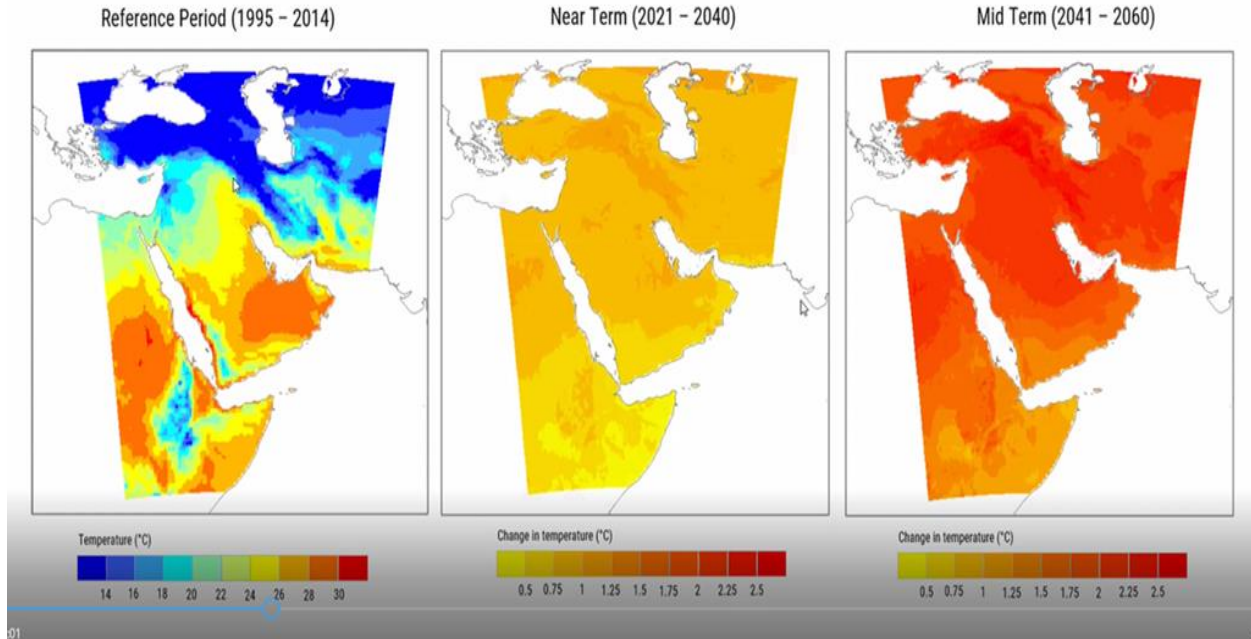 Reference Period (1995 – 2014)
Near Term (2021 – 2040)
Mid Term (2041 – 2060)
Temperature (°C)
14 16 18 20 22 24 26 28 30
Change in temperature (°C)
0.5 0.75 1 1.25 1.5 1.75 2 2.25 2.5
Change in temperature (°C)
0.5 0.75 1 1.25 1.5 1.75 2 2.25 2.5
:01